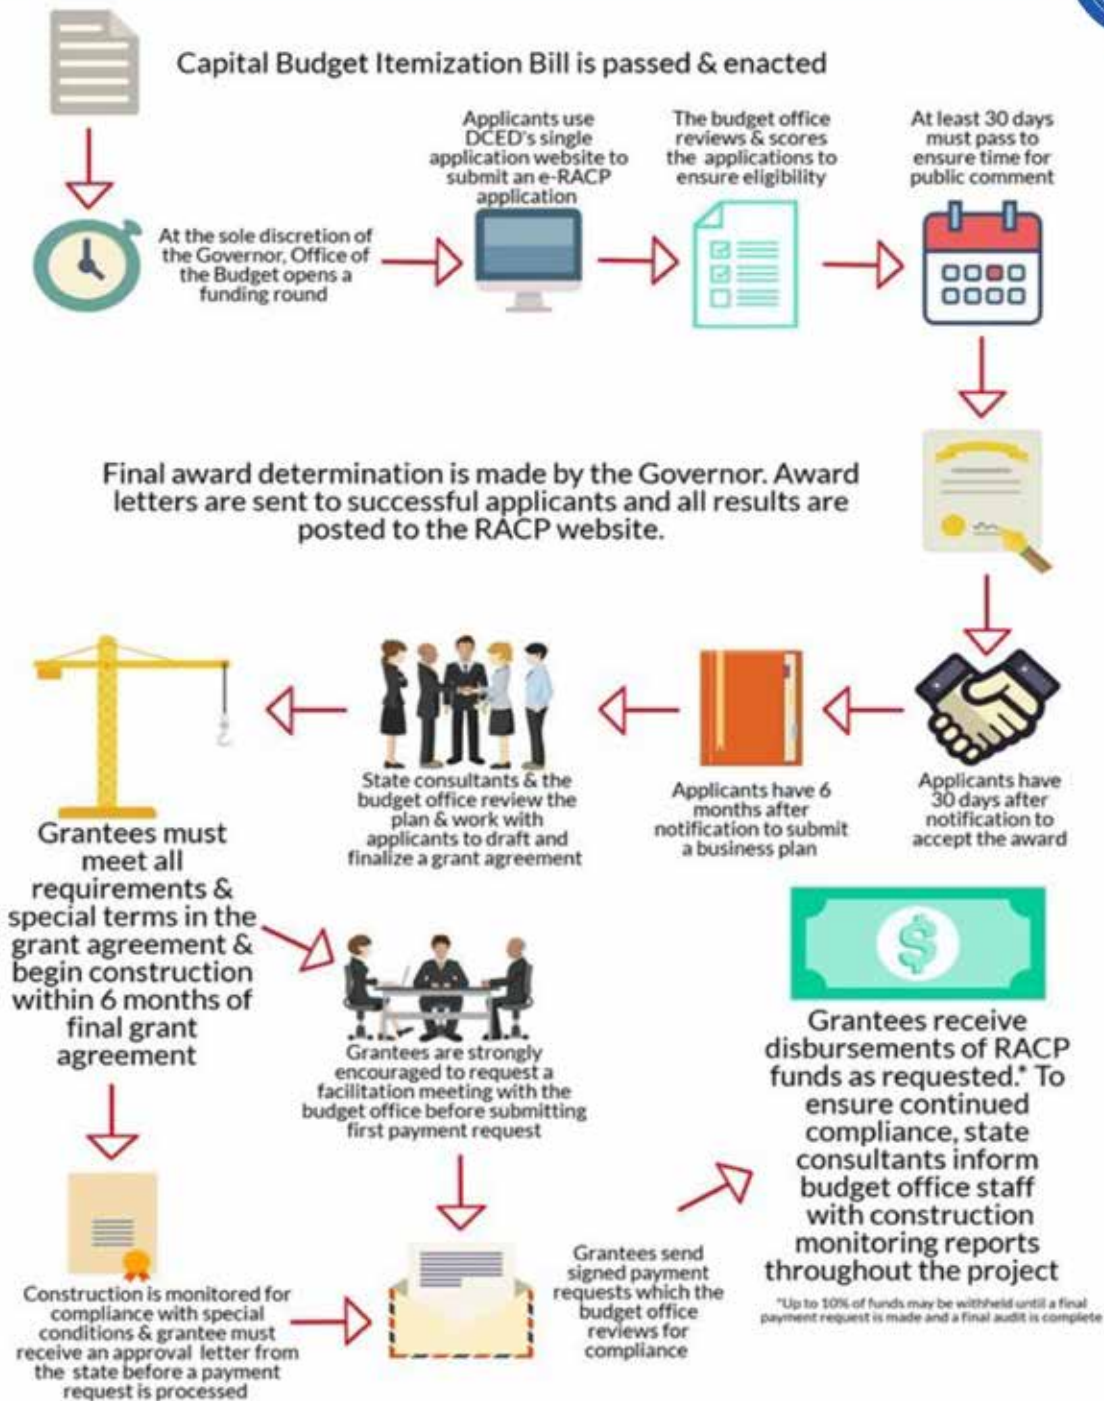 Capital Budget Itemization Bill is passed & enacted
At the sole discretion of
the Governor, Office of
the Budget opens a
funding round
Applicants use
DCED's single
application website to
submit an e-RACP
application
The budget office
reviews & scores
the applications to
ensure eligibility
At least 30 days
must pass to
ensure time for
public comment
Final award determination is made by the Governor. Award
letters are sent to successful applicants and all results are
posted to the RACP website.
Applicants have
30 days after
notification to
accept the award
Applicants have 6
months after
notification to submit
a business plan
State consultants & the
budget office review the
plan & work with
applicants to draft and
finalize a grant agreement
Grantees must
meet all
requirements &
special terms in the
grant agreement &
begin construction
within 6 months of
final grant
agreement
Grantees are strongly
encouraged to request a
facilitation meeting with the
budget office before submitting
first payment request
Construction is monitored for
compliance with special
conditions & grantee must
receive an approval letter from
the state before a payment
request is processed
Grantees send
signed payment
requests which the
budget office
reviews for
compliance
$
Grantees receive
disbursements of RACP
funds as requested.* To
ensure continued
compliance, state
consultants inform
budget office staff
with construction
monitoring reports
throughout the project
*Up to 10% of funds may be withheld until a final
payment request is made and a final audit is complete